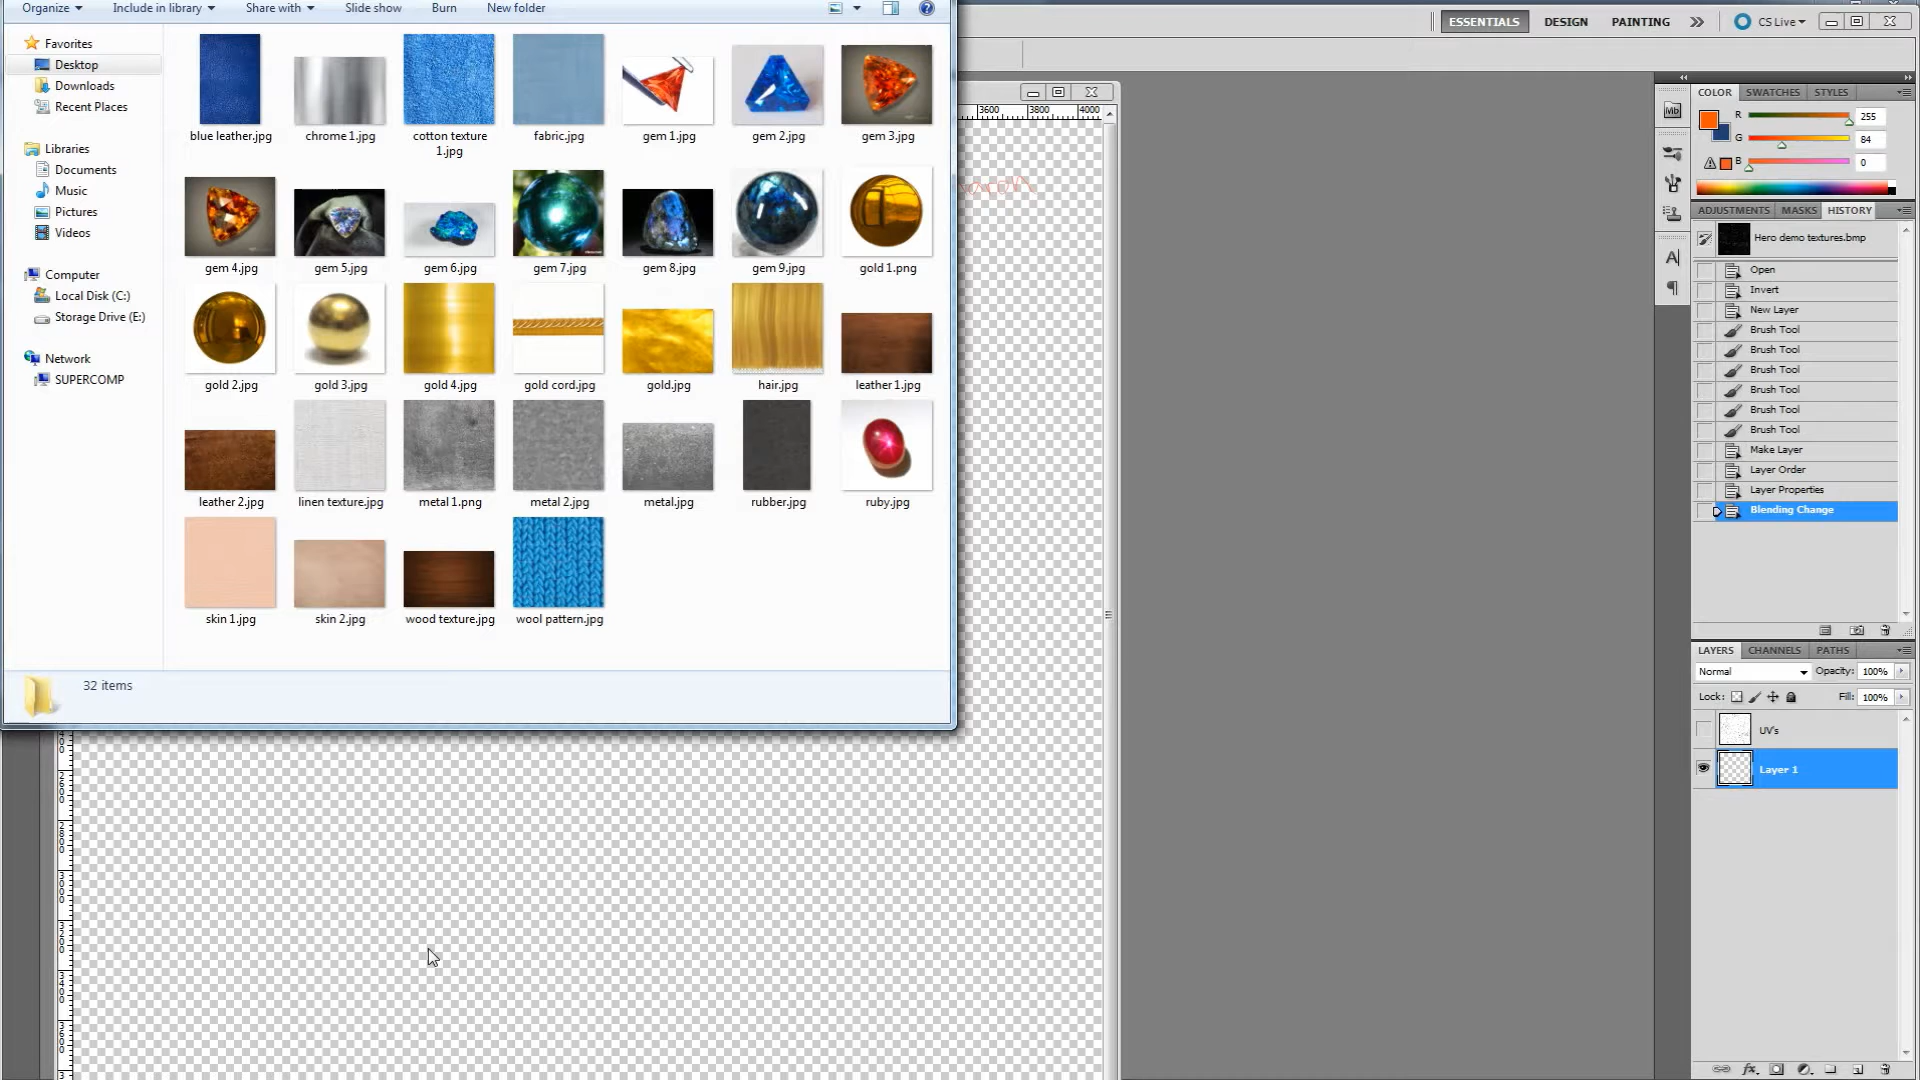 Organize Include in library Share with Slide show Burn New folder
ESSENTIALS DESIGN PAINTING CS Live
Favorites
Desktop
Downloads
Recent Places
Libraries
Documents
Music
Pictures
Videos
Computer
Local Disk (C:)
Storage Drive (E:)
Network
SUPERCOMP
blue leather.jpg chrome 1.jpg cotton texture 1.jpg fabric.jpg gem 1.jpg gem 2.jpg gem 3.jpg
gem 4.jpg gem 5.jpg gem 6.jpg gem 7.jpg gem 8.jpg gem 9.jpg gold 1.png
gold 2.jpg gold 3.jpg gold 4.jpg gold cord.jpg gold.jpg hair.jpg leather 1.jpg
leather 2.jpg linen texture.jpg metal 1.png metal 2.jpg metal.jpg rubber.jpg ruby.jpg
skin 1.jpg skin 2.jpg wood texture.jpg wool pattern.jpg
32 items
3600 3800 4000
2600
2800
3000
3200
3400
3600
Mb
COLOR SWATCHES STYLES
R 255
G 84
B 0
ADJUSTMENTS MASKS HISTORY
Hero demo textures.bmp
Open
Invert
New Layer
Brush Tool
Brush Tool
Brush Tool
Brush Tool
Brush Tool
Brush Tool
Make Layer
Layer Order
Layer Properties
Blending Change
LAYERS CHANNELS PATHS
Normal Opacity: 100%
Lock: Fill: 100%
UV's
Layer 1